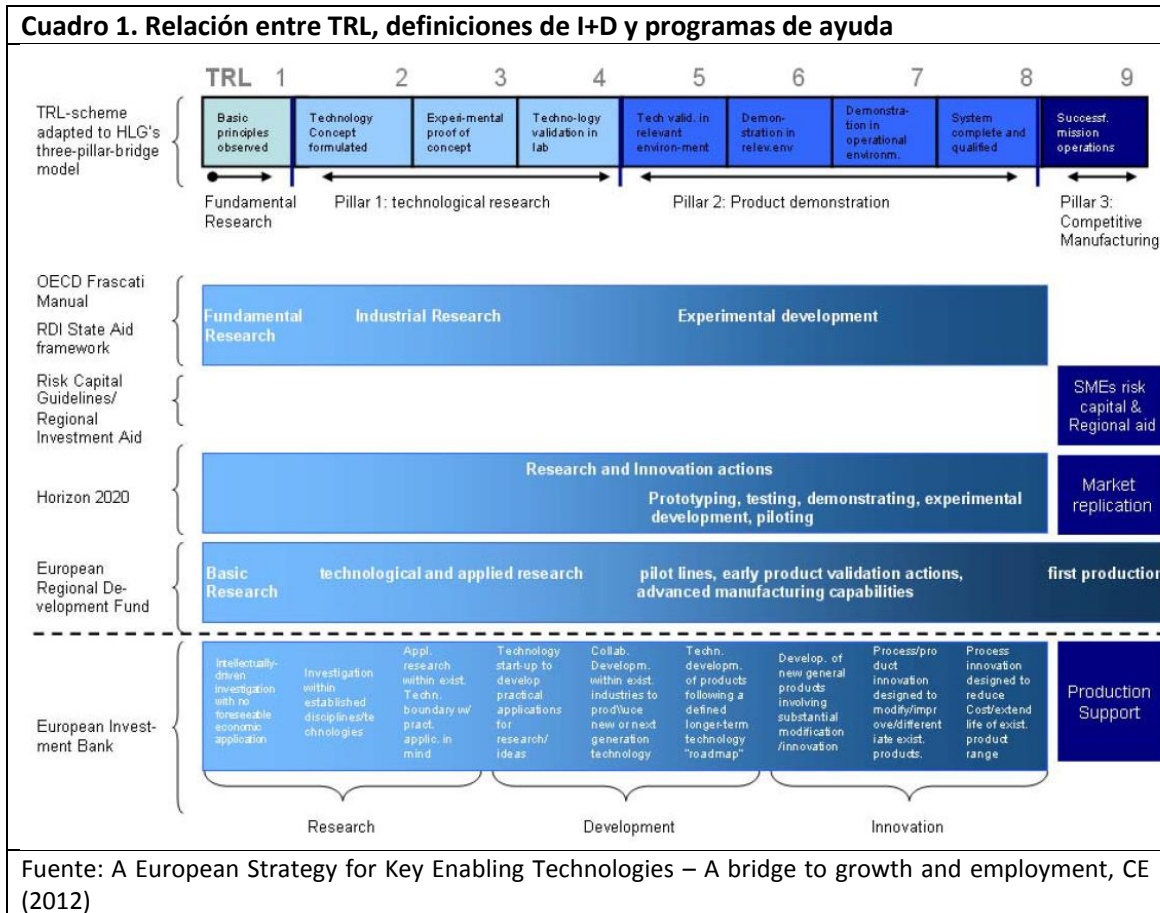 Cuadro 1. Relación entre TRL, definiciones de I+D y programas de ayuda
TRL 1 2 3 4 5 6 7 8 9
TRL-scheme
adapted to HLG's
three-pillar-bridge
model
Basic
principles
observed
Technology
Concept
formulated
Experi-mental
proof of
concept
Techno-logy
validation in
lab
Tech valid. in
relevant
environ-ment
Demon-
stration in
relev.env
Demonstra-
tion in
operational
environm.
System
complete and
qualified
Successf.
mission
operations
Fundamental
Research
Pillar 1: technological research
Pillar 2: Product demonstration
Pillar 3:
Competitive
Manufacturing
OECD Frascati
Manual
RDI State Aid
framework
Fundamental
Research
Industrial Research
Experimental development
Risk Capital
Guidelines/
Regional
Investment Aid
SMEs risk
capital &
Regional aid
Horizon 2020
Research and Innovation actions
Prototyping, testing, demonstrating, experimental
development, piloting
Market
replication
European
Regional De-
velopment Fund
Basic
Research
technological and applied research
pilot lines, early product validation actions,
advanced manufacturing capabilities
first production
European Invest-
ment Bank
Intellectually-
driven
investigation
with no
foreseeable
economic
application
Investigation
within
established
disciplines/te
chnologies
Appl.
research
within exist.
Techn.
boundary w/
pract.
applic. in
mind
Technology
start-up to
develop
practical
applications
for
research/
ideas
Collab.
Developm.
within exist.
industries to
prod\uce
new or next
generation
technology
Techn.
developm.
of products
following a
defined
longer-term
technology
"roadmap"
Develop. of
new general
products
involving
substantial
modification
/innovation
Process/pro
duct
innovation
designed to
modify/impr
ove/different
iate exist.
products.
Process
innovation
designed to
reduce
Cost/extend
life of exist.
product
range
Production
Support
Research
Development
Innovation
Fuente: A European Strategy for Key Enabling Technologies – A bridge to growth and employment, CE
(2012)